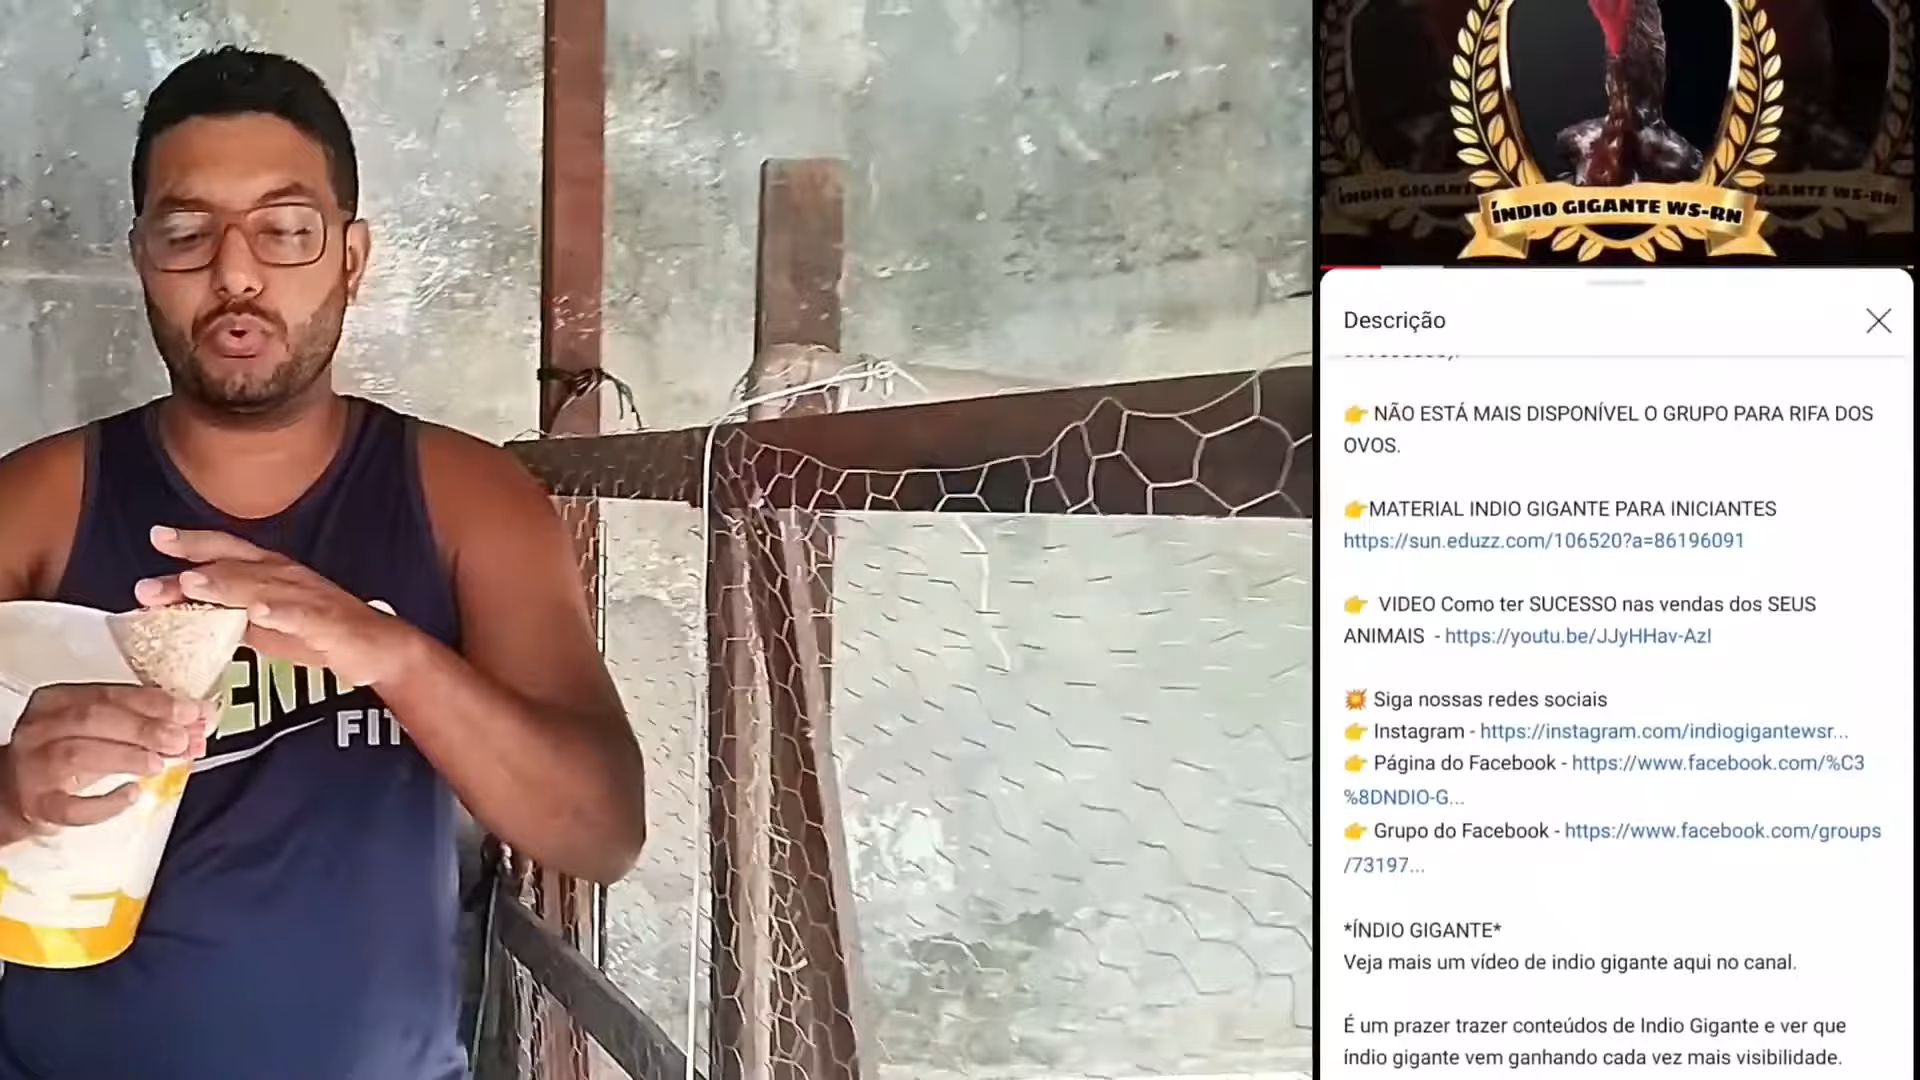 FIT
ÍNDIO GIGANTE WS-RN
Descrição
👉 NÃO ESTÁ MAIS DISPONÍVEL O GRUPO PARA RIFA DOS
OVOS.
👉MATERIAL INDIO GIGANTE PARA INICIANTES
https://sun.eduzz.com/106520?a=86196091
👉 VIDEO Como ter SUCESSO nas vendas dos SEUS
ANIMAIS - https://youtu.be/JJyHHav-AzI
💥 Siga nossas redes sociais
👉 Instagram - https://instagram.com/indiogigantewsr...
👉 Página do Facebook - https://www.facebook.com/%C3
%8DNDIO-G...
👉 Grupo do Facebook - https://www.facebook.com/groups
/73197...
*ÍNDIO GIGANTE*
Veja mais um vídeo de indio gigante aqui no canal.
É um prazer trazer conteúdos de Indio Gigante e ver que
índio gigante vem ganhando cada vez mais visibilidade.